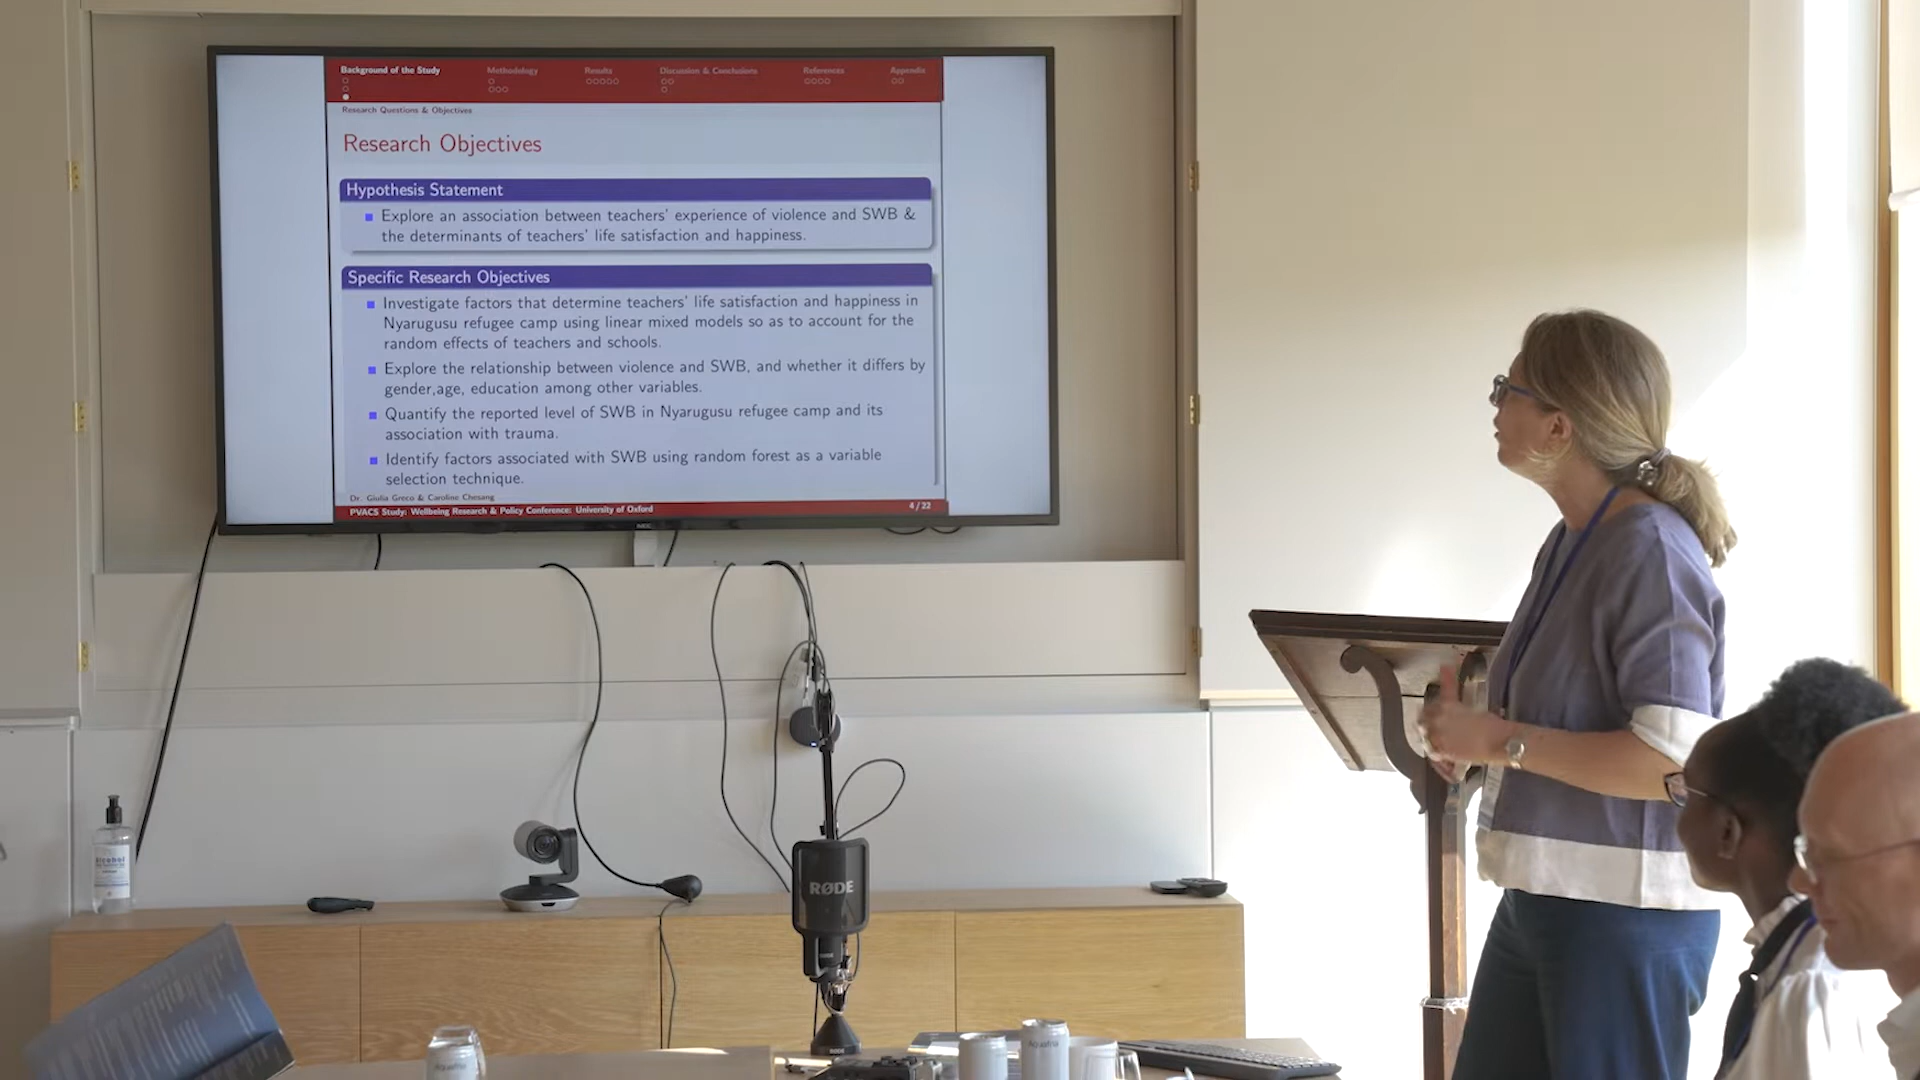 Background of the Study Methodology Results Discussion & Conclusions References Appendix
Research Questions & Objectives
Research Objectives
Hypothesis Statement
Explore an association between teachers' experience of violence and SWB &
the determinants of teachers' life satisfaction and happiness.
Specific Research Objectives
Investigate factors that determine teachers' life satisfaction and happiness in
Nyarugusu refugee camp using linear mixed models so as to account for the
random effects of teachers and schools.
Explore the relationship between violence and SWB, and whether it differs by
gender,age, education among other variables.
Quantify the reported level of SWB in Nyarugusu refugee camp and its
association with trauma.
Identify factors associated with SWB using random forest as a variable
selection technique.
Dr. Giulia Greco & Caroline Chesang
PVACS Study: Wellbeing Research & Policy Conference: University of Oxford 4 / 22
NEC
Alcohol
RØDE
RØDE